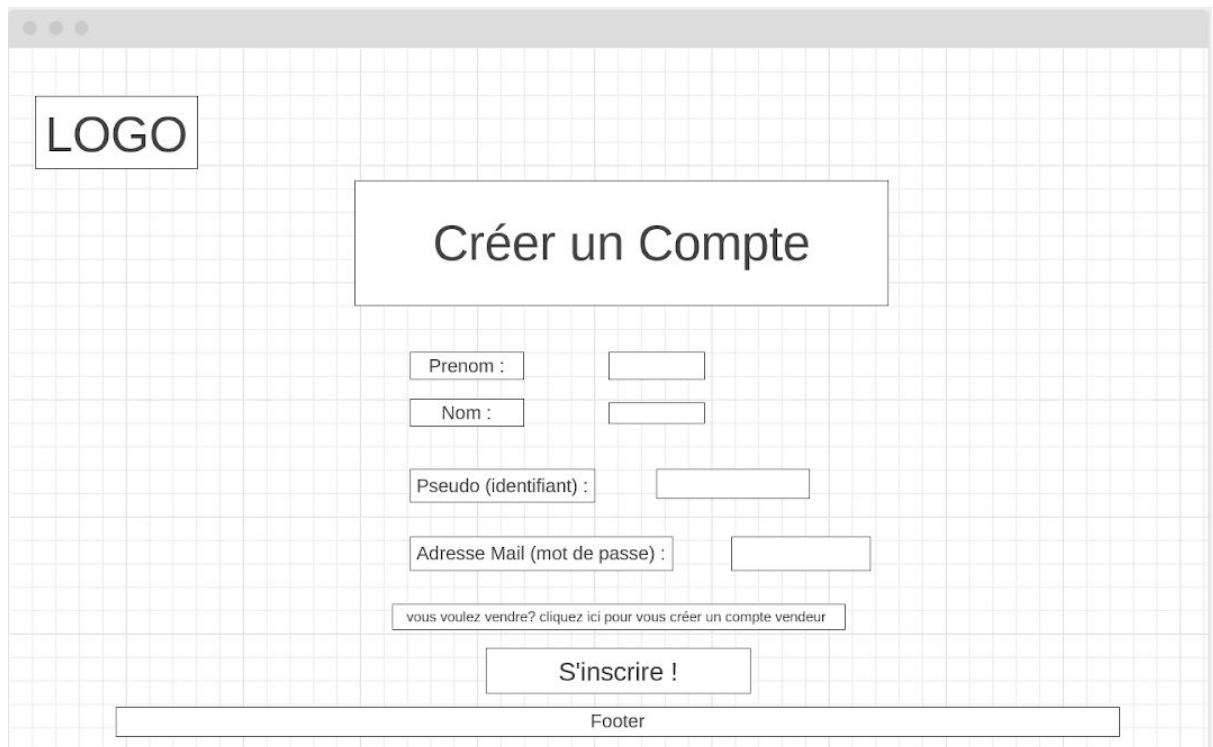 LOGO
Créer un Compte
Prenom :
Nom :
Pseudo (identifiant) :
Adresse Mail (mot de passe) :
vous voulez vendre? cliquez ici pour vous créer un compte vendeur
S'inscrire !
Footer